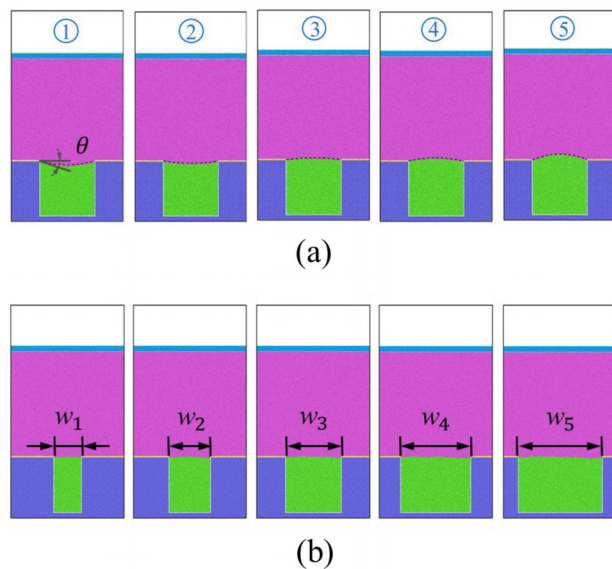 ① ② ③ ④ ⑤
θ
(a)
w₁ w₂ w₃ w₄ w₅
(b)